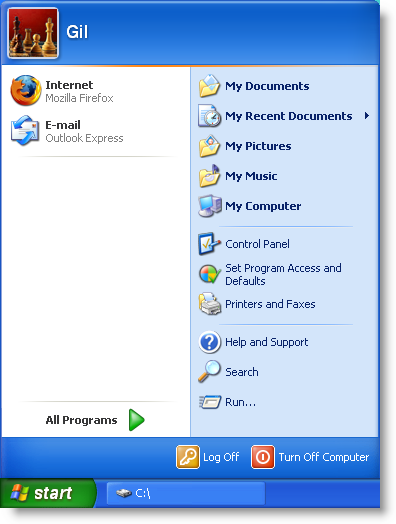 Gil
Internet
Mozilla Firefox
E-mail
Outlook Express
All Programs
My Documents
My Recent Documents
My Pictures
My Music
My Computer
Control Panel
Set Program Access and
Defaults
Printers and Faxes
Help and Support
Search
Run...
Log Off
Turn Off Computer
start
C:\